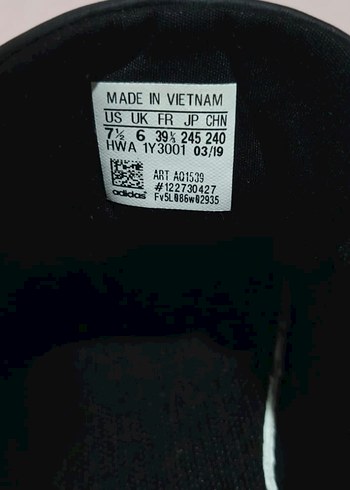 MADE IN VIETNAM
US UK FR JP CHN
7½ 6 39⅓ 245 240
HWA 1Y3001 03/19
ART AQ1539
#122730427
adidas Fv5L086w02935